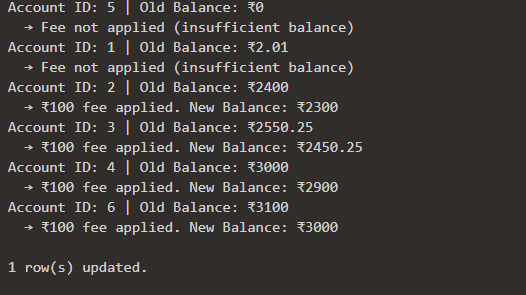 Account ID: 5 | Old Balance: ₹0
→ Fee not applied (insufficient balance)
Account ID: 1 | Old Balance: ₹2.01
→ Fee not applied (insufficient balance)
Account ID: 2 | Old Balance: ₹2400
→ ₹100 fee applied. New Balance: ₹2300
Account ID: 3 | Old Balance: ₹2550.25
→ ₹100 fee applied. New Balance: ₹2450.25
Account ID: 4 | Old Balance: ₹3000
→ ₹100 fee applied. New Balance: ₹2900
Account ID: 6 | Old Balance: ₹3100
→ ₹100 fee applied. New Balance: ₹3000
1 row(s) updated.